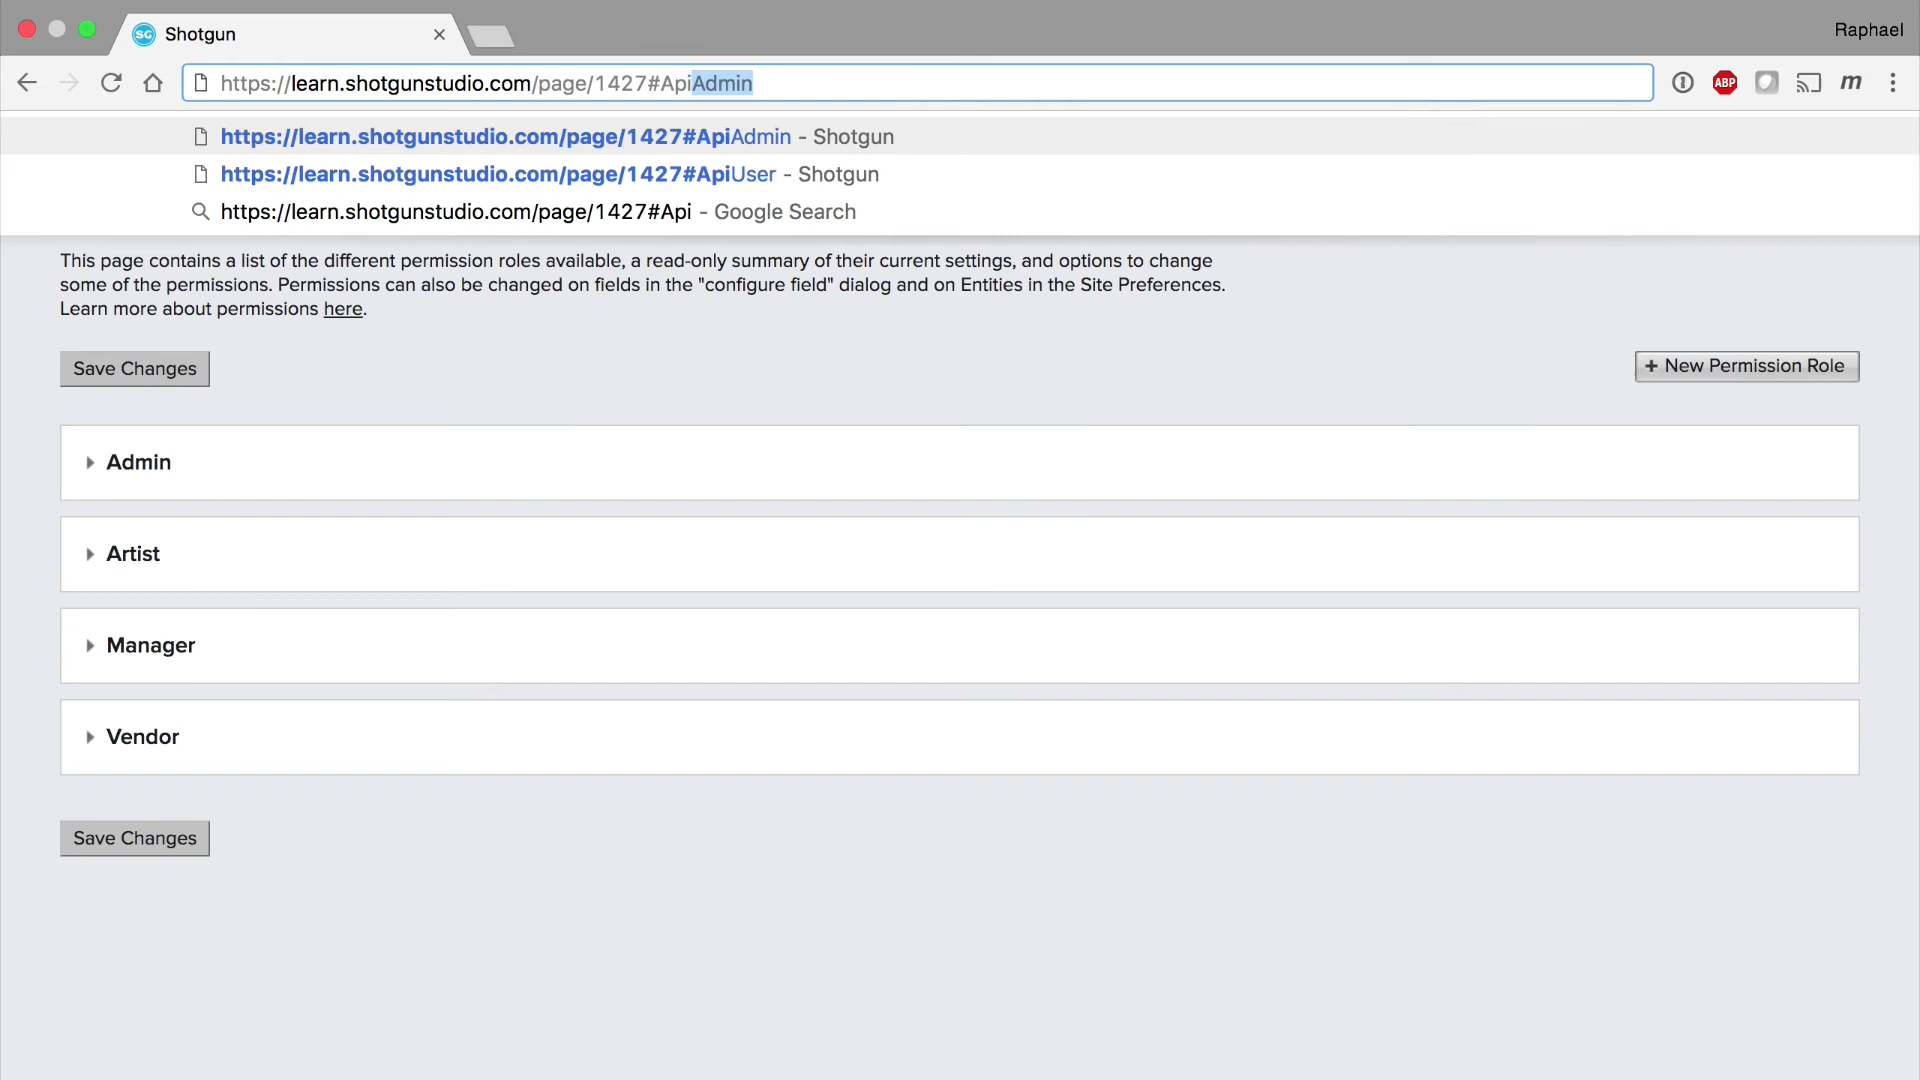 Shotgun
Raphael
https://learn.shotgunstudio.com/page/1427#ApiAdmin
ABP
m
https://learn.shotgunstudio.com/page/1427#ApiAdmin - Shotgun
https://learn.shotgunstudio.com/page/1427#ApiUser - Shotgun
https://learn.shotgunstudio.com/page/1427#Api - Google Search
This page contains a list of the different permission roles available, a read-only summary of their current settings, and options to change
some of the permissions. Permissions can also be changed on fields in the "configure field" dialog and on Entities in the Site Preferences.
Learn more about permissions here.
Save Changes
+ New Permission Role
Admin
Artist
Manager
Vendor
Save Changes